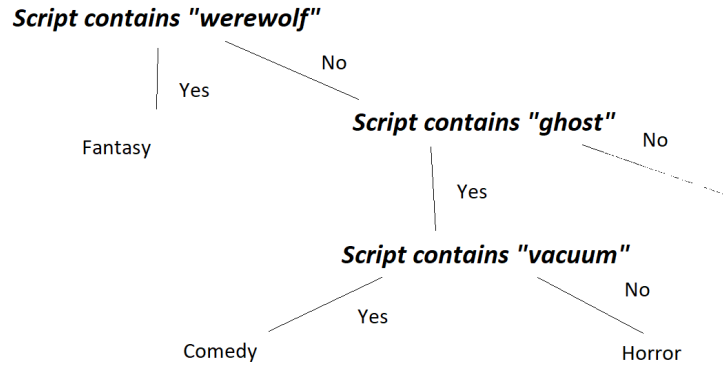 Script contains "werewolf"
No
Yes
Script contains "ghost"
Fantasy
No
Yes
Script contains "vacuum"
No
Yes
Comedy
Horror